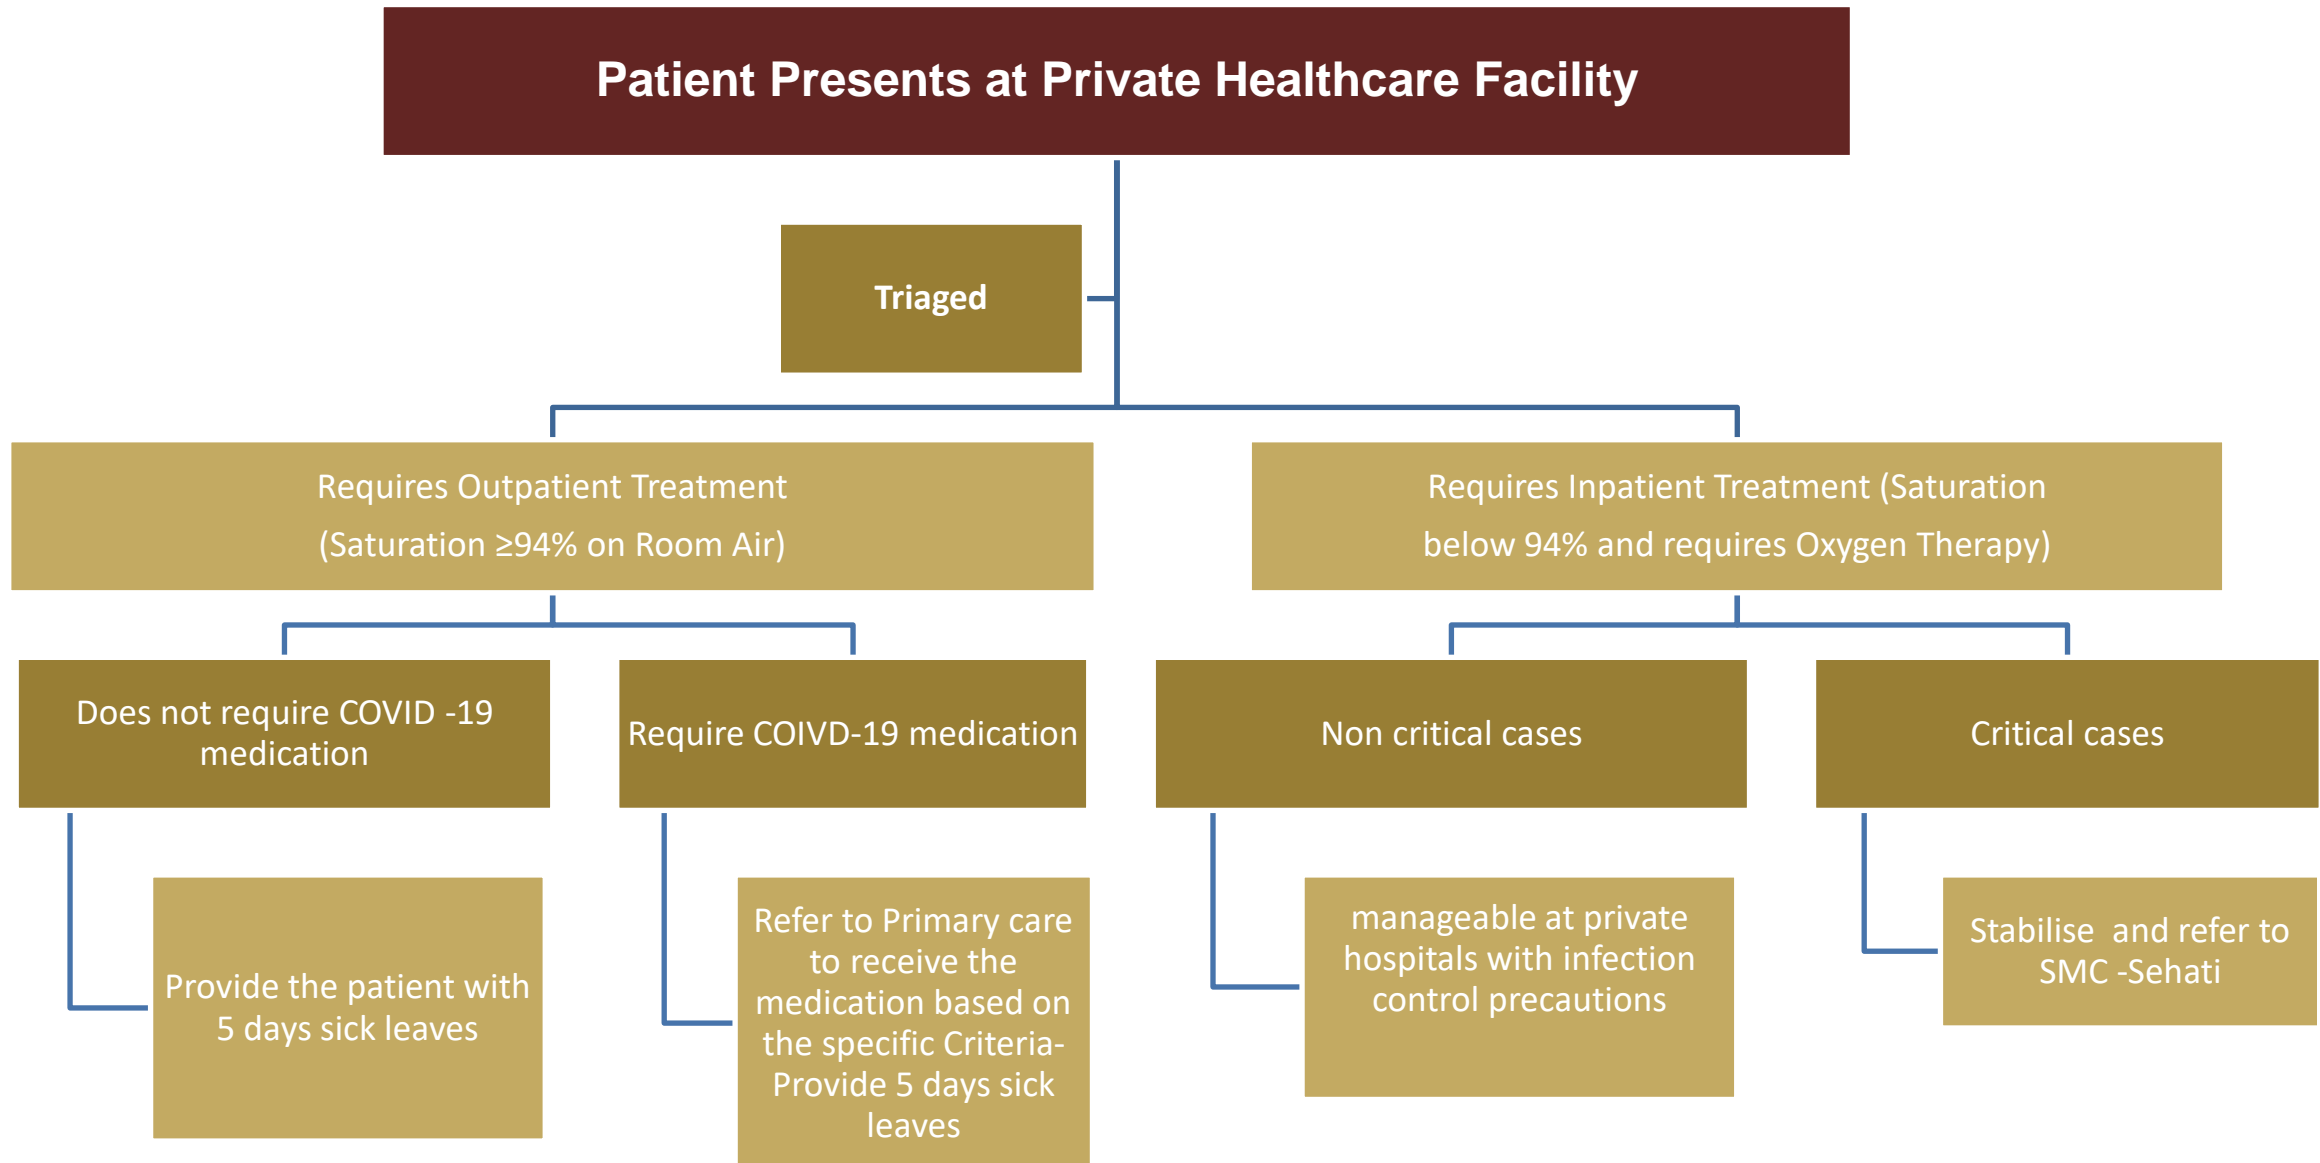 Patient Presents at Private Healthcare Facility
Triaged
Requires Outpatient Treatment
(Saturation ≥94% on Room Air)
Requires Inpatient Treatment (Saturation
below 94% and requires Oxygen Therapy)
Does not require COVID -19
medication
Require COIVD-19 medication
Non critical cases
Critical cases
Provide the patient with
5 days sick leaves
Refer to Primary care
to receive the
medication based on
the specific Criteria-
Provide 5 days sick
leaves
manageable at private
hospitals with infection
control precautions
Stabilise  and refer to
SMC -Sehati